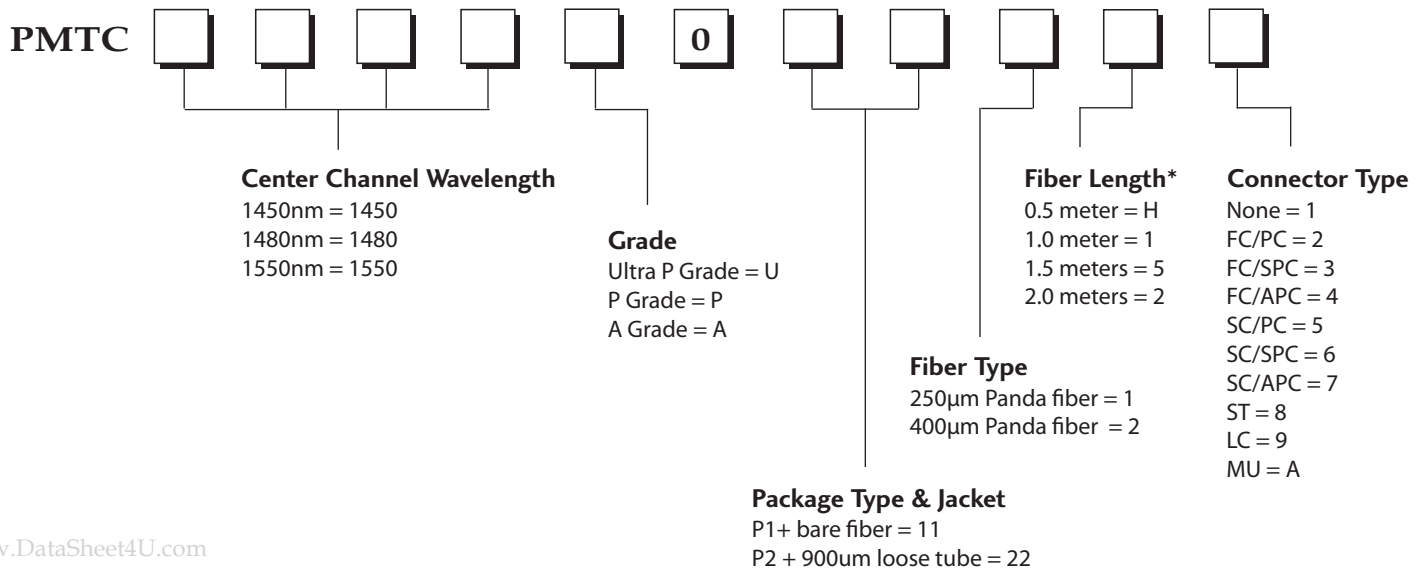 PMTC 0
Center Channel Wavelength
1450nm = 1450
1480nm = 1480
1550nm = 1550
Grade
Ultra P Grade = U
P Grade = P
A Grade = A
Package Type & Jacket
P1+ bare fiber = 11
P2 + 900um loose tube = 22
Fiber Type
250µm Panda fiber = 1
400µm Panda fiber = 2
Fiber Length*
0.5 meter = H
1.0 meter = 1
1.5 meters = 5
2.0 meters = 2
Connector Type
None = 1
FC/PC = 2
FC/SPC = 3
FC/APC = 4
SC/PC = 5
SC/SPC = 6
SC/APC = 7
ST = 8
LC = 9
MU = A
.DataSheet4U.com